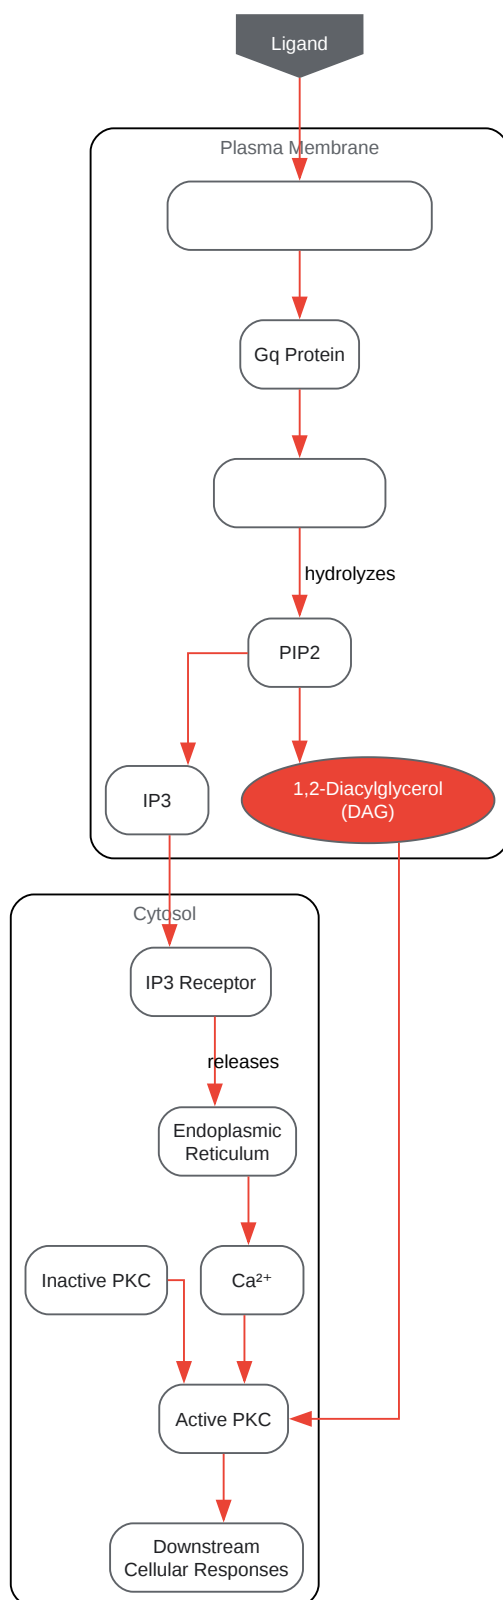 Ligand
Plasma Membrane
Gq Protein
hydrolyzes
PIP2
IP3
1,2-Diacylglycerol
(DAG)
Cytosol
IP3 Receptor
releases
Endoplasmic
Reticulum
Inactive PKC
Ca²⁺
Active PKC
Downstream
Cellular Responses